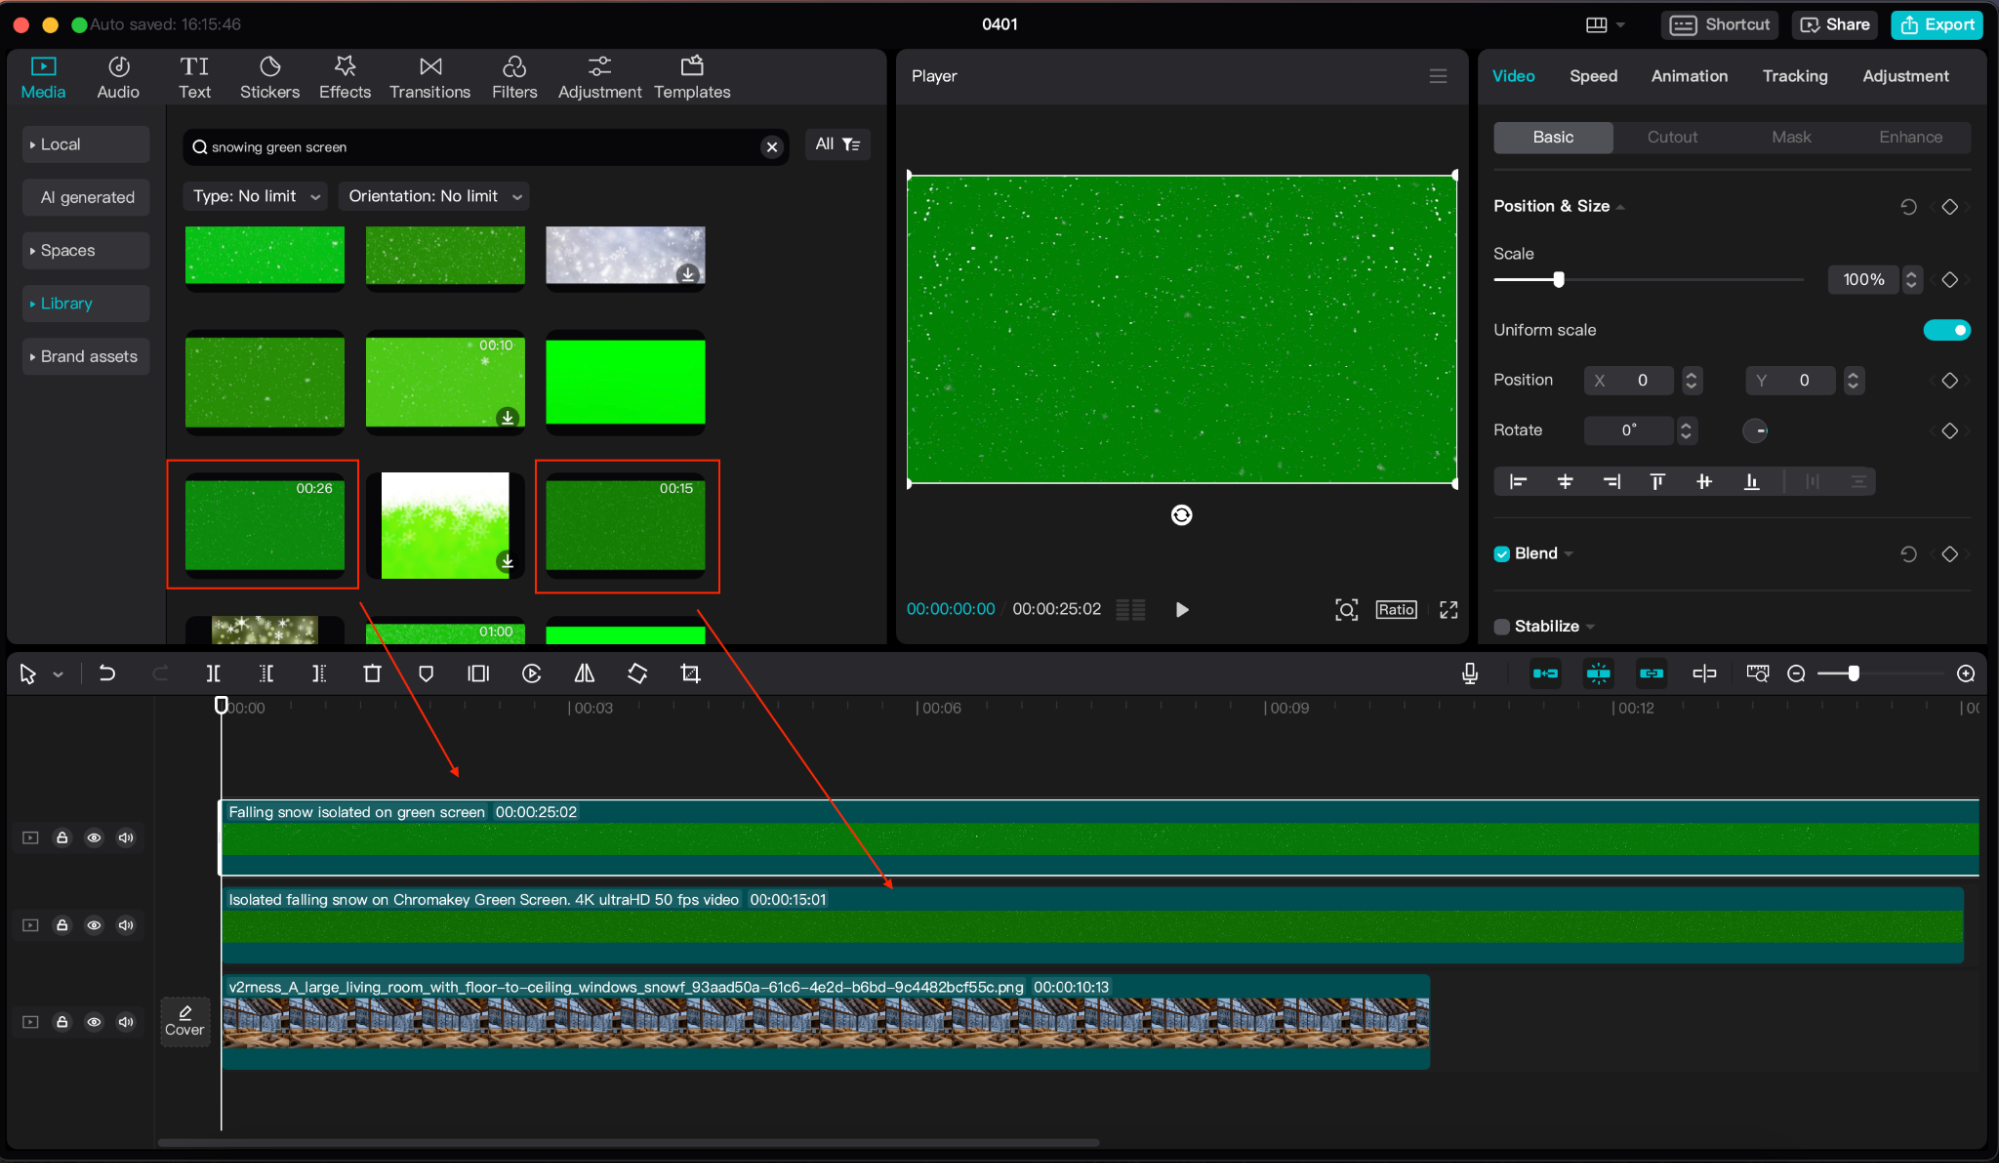 Auto saved: 16:15:46
0401
Shortcut
Share
Export
Media
Audio
TI
Text
Stickers
Effects
Transitions
Filters
Adjustment
Templates
Player
Video
Speed
Animation
Tracking
Adjustment
Local
AI generated
Spaces
Library
Brand assets
snowing green screen
All
Type: No limit
Orientation: No limit
00:10
00:26
00:15
01:00
00:00:00:00
00:00:25:02
Ratio
Basic
Cutout
Mask
Enhance
Position & Size
Scale
100%
Uniform scale
Position
X 0
Y 0
Rotate
0°
Blend
Stabilize
00:00
00:03
00:06
00:09
00:12
Falling snow isolated on green screen 00:00:25:02
Isolated falling snow on Chromakey Green Screen. 4K ultraHD 50 fps video 00:00:15:01
v2rness_A_large_living_room_with_floor-to-ceiling_windows_snowf_93aad50a-61c6-4e2d-b6bd-9c4482bcf55c.png 00:00:10:13
Cover